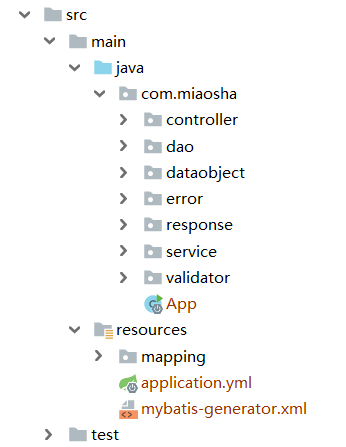 src
main
java
com.miaosha
controller
dao
dataobject
error
response
service
validator
App
resources
mapping
application.yml
mybatis-generator.xml
test